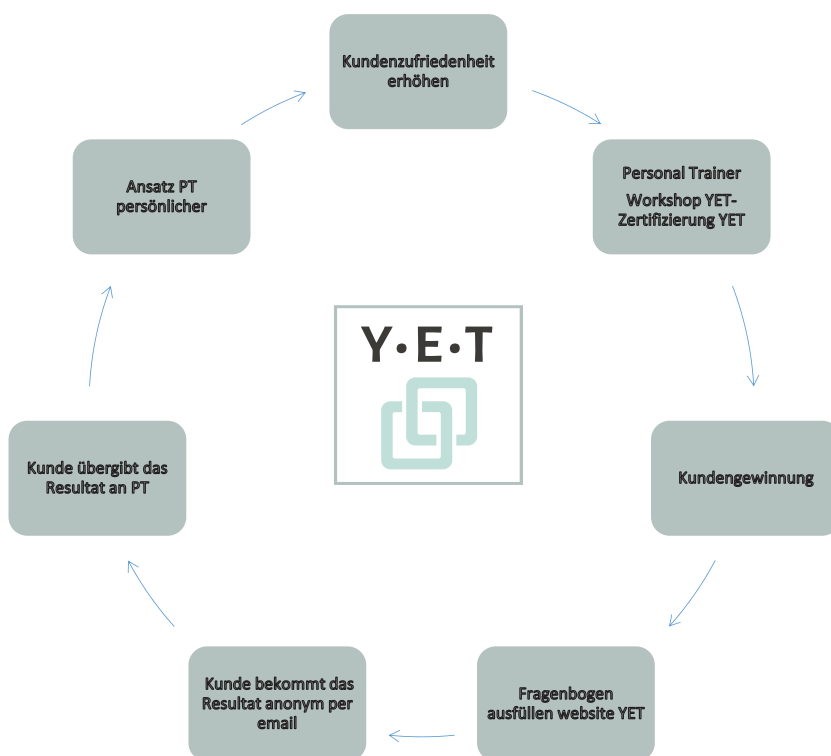 Kundenzufriedenheit
erhöhen
Personal Trainer
Workshop YET-
Zertifizierung YET
Kundengewinnung
Fragenbogen
ausfüllen website YET
Kunde bekommt das
Resultat anonym per
email
Kunde übergibt das
Resultat an PT
Ansatz PT
persönlicher
Y·E·T